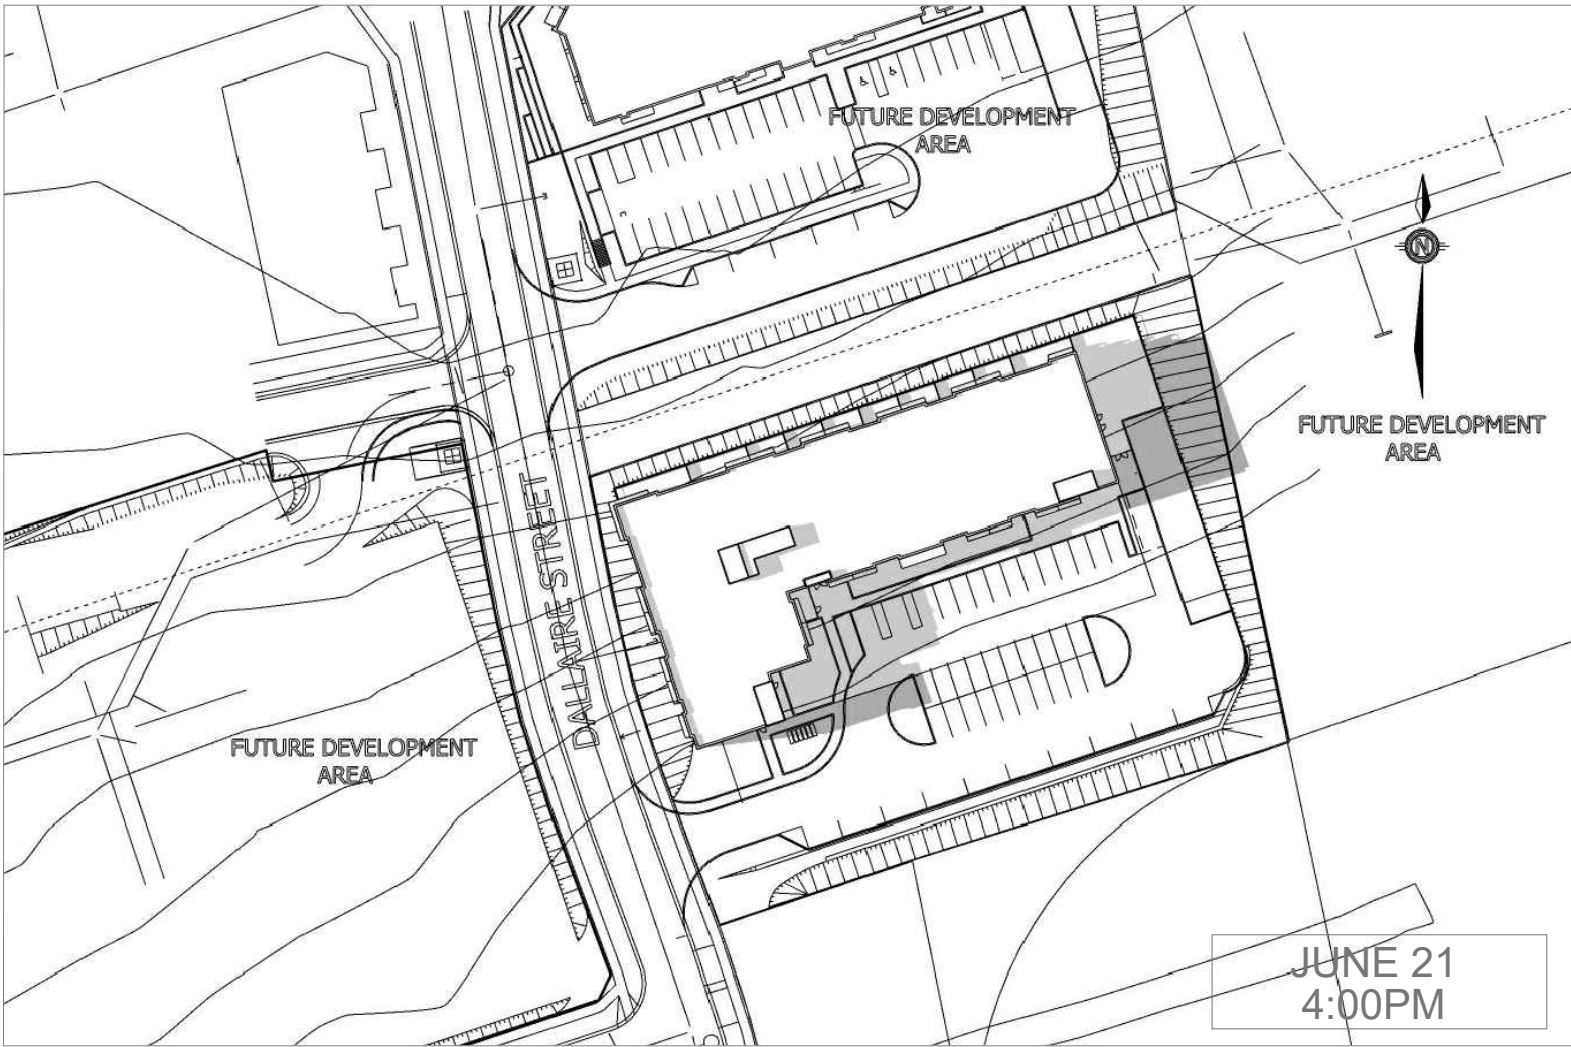 FUTURE DEVELOPMENT
AREA
N
FUTURE DEVELOPMENT
AREA
DALLAIRE STREET
FUTURE DEVELOPMENT
AREA
JUNE 21
4:00PM